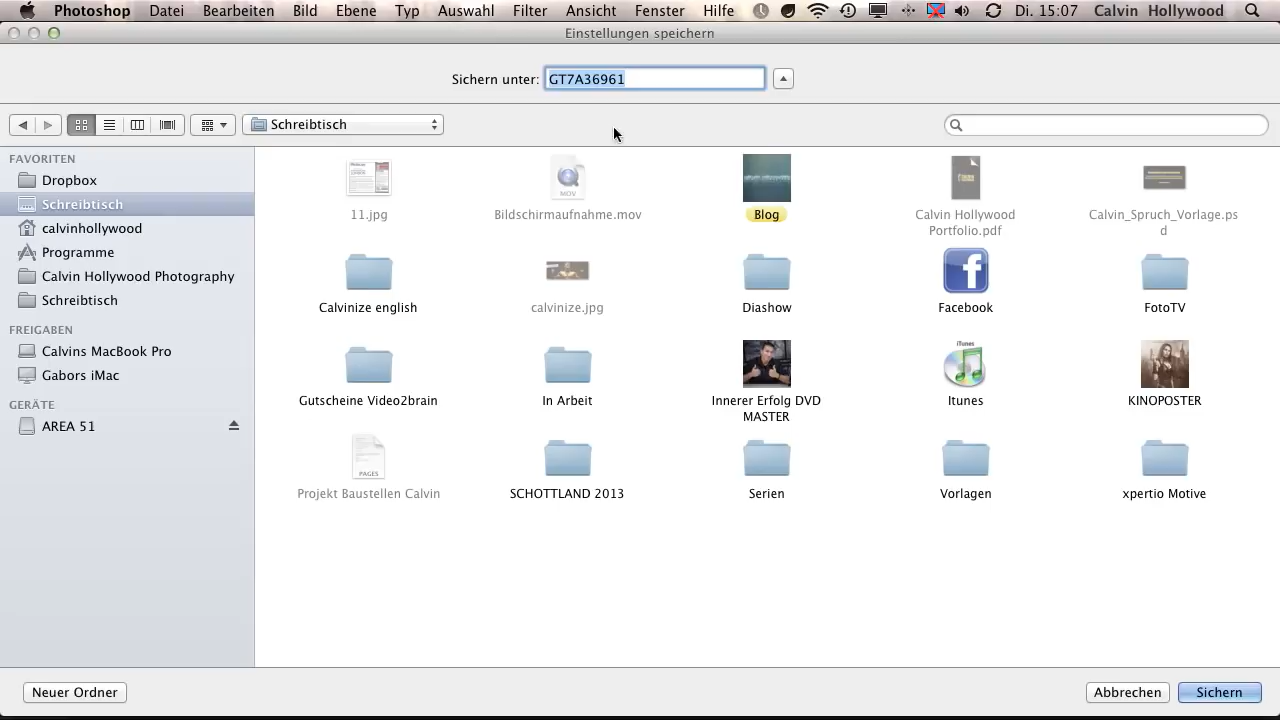 Photoshop Datei Bearbeiten Bild Ebene Typ Auswahl Filter Ansicht Fenster Hilfe Di. 15:07 Calvin Hollywood
Einstellungen speichern
Sichern unter: GT7A36961
Schreibtisch
FAVORITEN
Dropbox
Schreibtisch
calvinhollywood
Programme
Calvin Hollywood Photography
Schreibtisch
FREIGABEN
Calvins MacBook Pro
Gabors iMac
GERÄTE
AREA 51
11.jpg
Bildschirmaufnahme.mov
MOV
Blog
Calvin Hollywood
Portfolio.pdf
Calvin_Spruch_Vorlage.ps
d
Calvinize english
calvinize.jpg
Diashow
Facebook
FotoTV
Gutscheine Video2brain
In Arbeit
Innerer Erfolg DVD
MASTER
iTunes
Itunes
KINOPOSTER
PAGES
Projekt Baustellen Calvin
SCHOTTLAND 2013
Serien
Vorlagen
xpertio Motive
Neuer Ordner
Abbrechen
Sichern